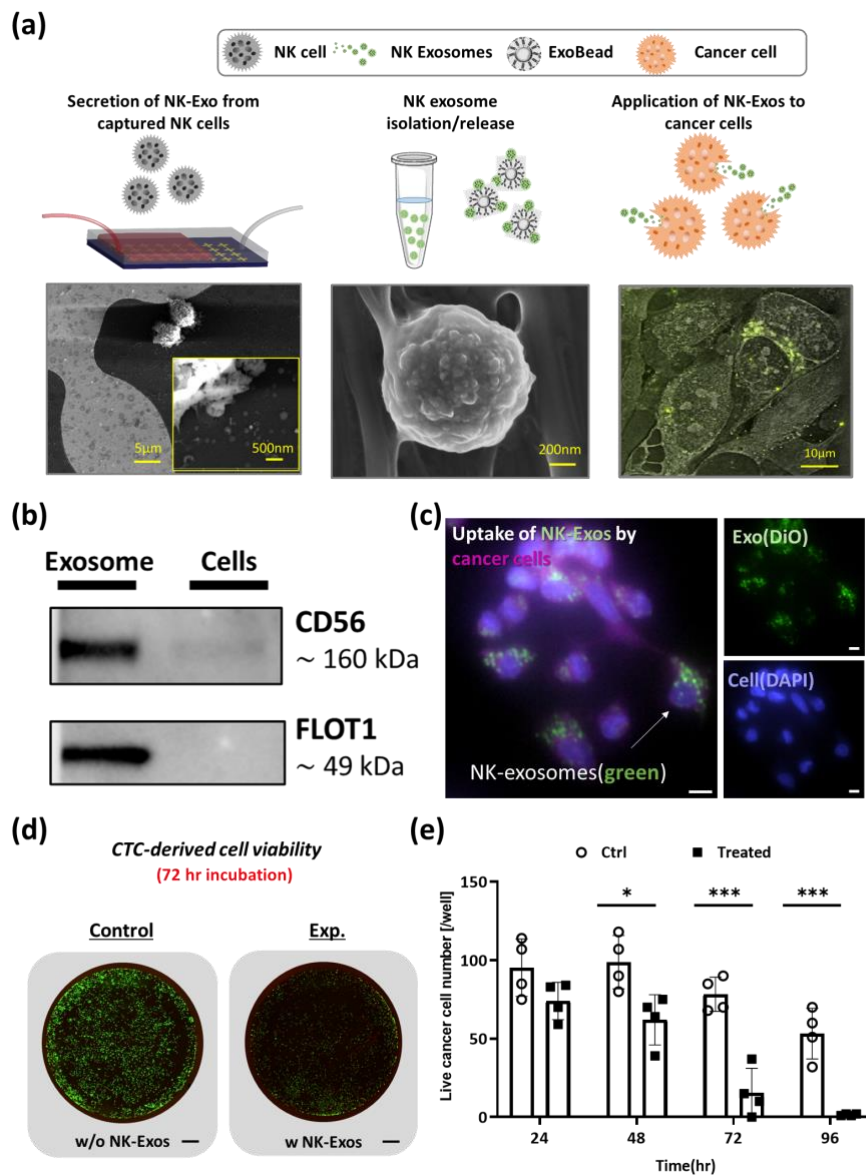 (a)
NK cell
NK Exosomes
ExoBead
Cancer cell
Secretion of NK-Exo from
captured NK cells
NK exosome
isolation/release
Application of NK-Exos to
cancer cells
5μm
500nm
200nm
10μm
(b)
Exosome
Cells
CD56
~ 160 kDa
FLOT1
~ 49 kDa
(c)
Uptake of NK-Exos by
cancer cells
NK-exosomes(green)
Exo(DiO)
Cell(DAPI)
(d)
CTC-derived cell viability
(72 hr incubation)
Control
Exp.
w/o NK-Exos
w NK-Exos
(e)
Ctrl
Treated
Live cancer cell number [/well]
150
100
50
0
*
***
***
24
48
72
96
Time(hr)